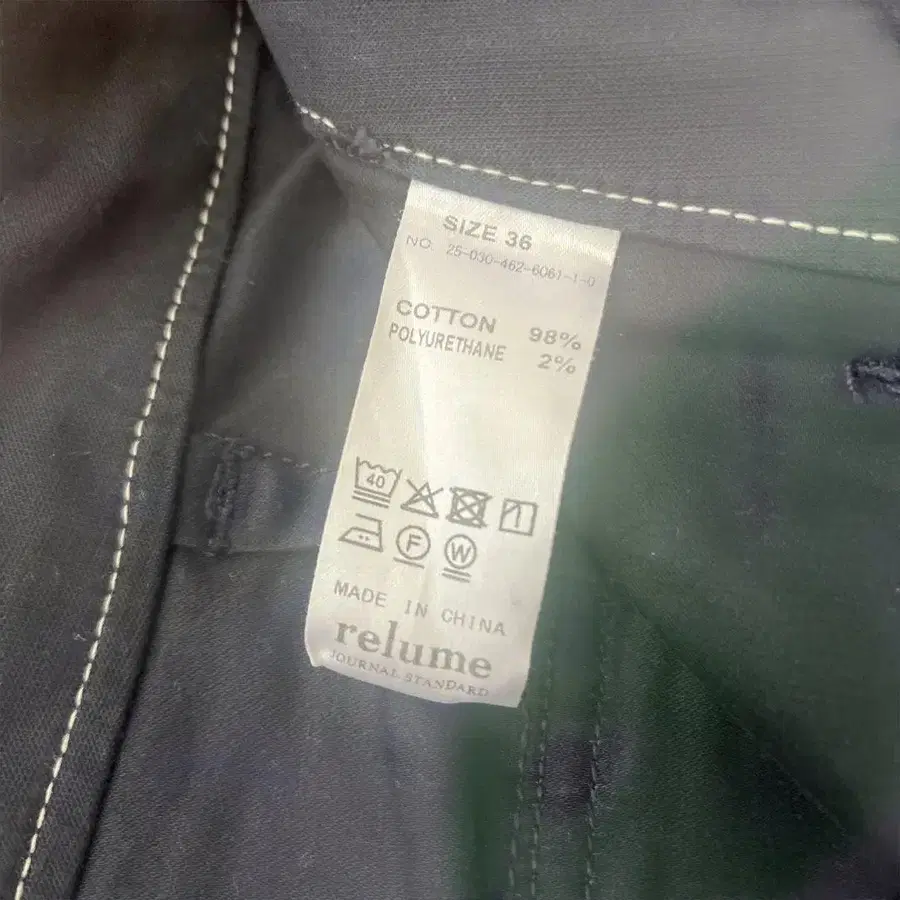 SIZE 36
NO. 25-030-462-6061-1-0
COTTON 98%
POLYURETHANE 2%
40
F W
MADE IN CHINA
relume
JOURNAL STANDARD